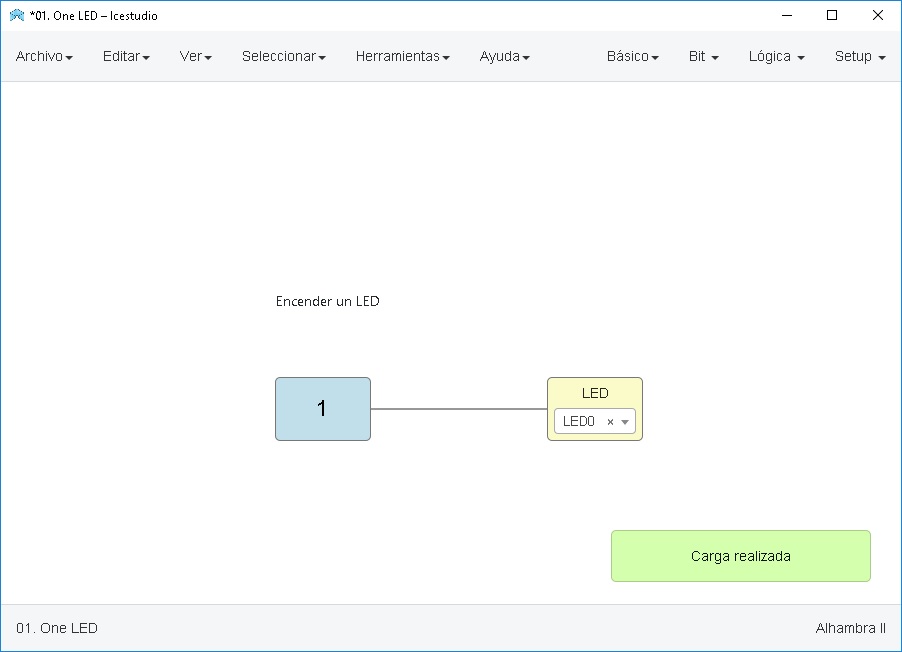 *01. One LED – Icestudio
Archivo Editar Ver Seleccionar Herramientas Ayuda Básico Bit Lógica Setup
Encender un LED
1
LED
LED0 ×
Carga realizada
01. One LED Alhambra II